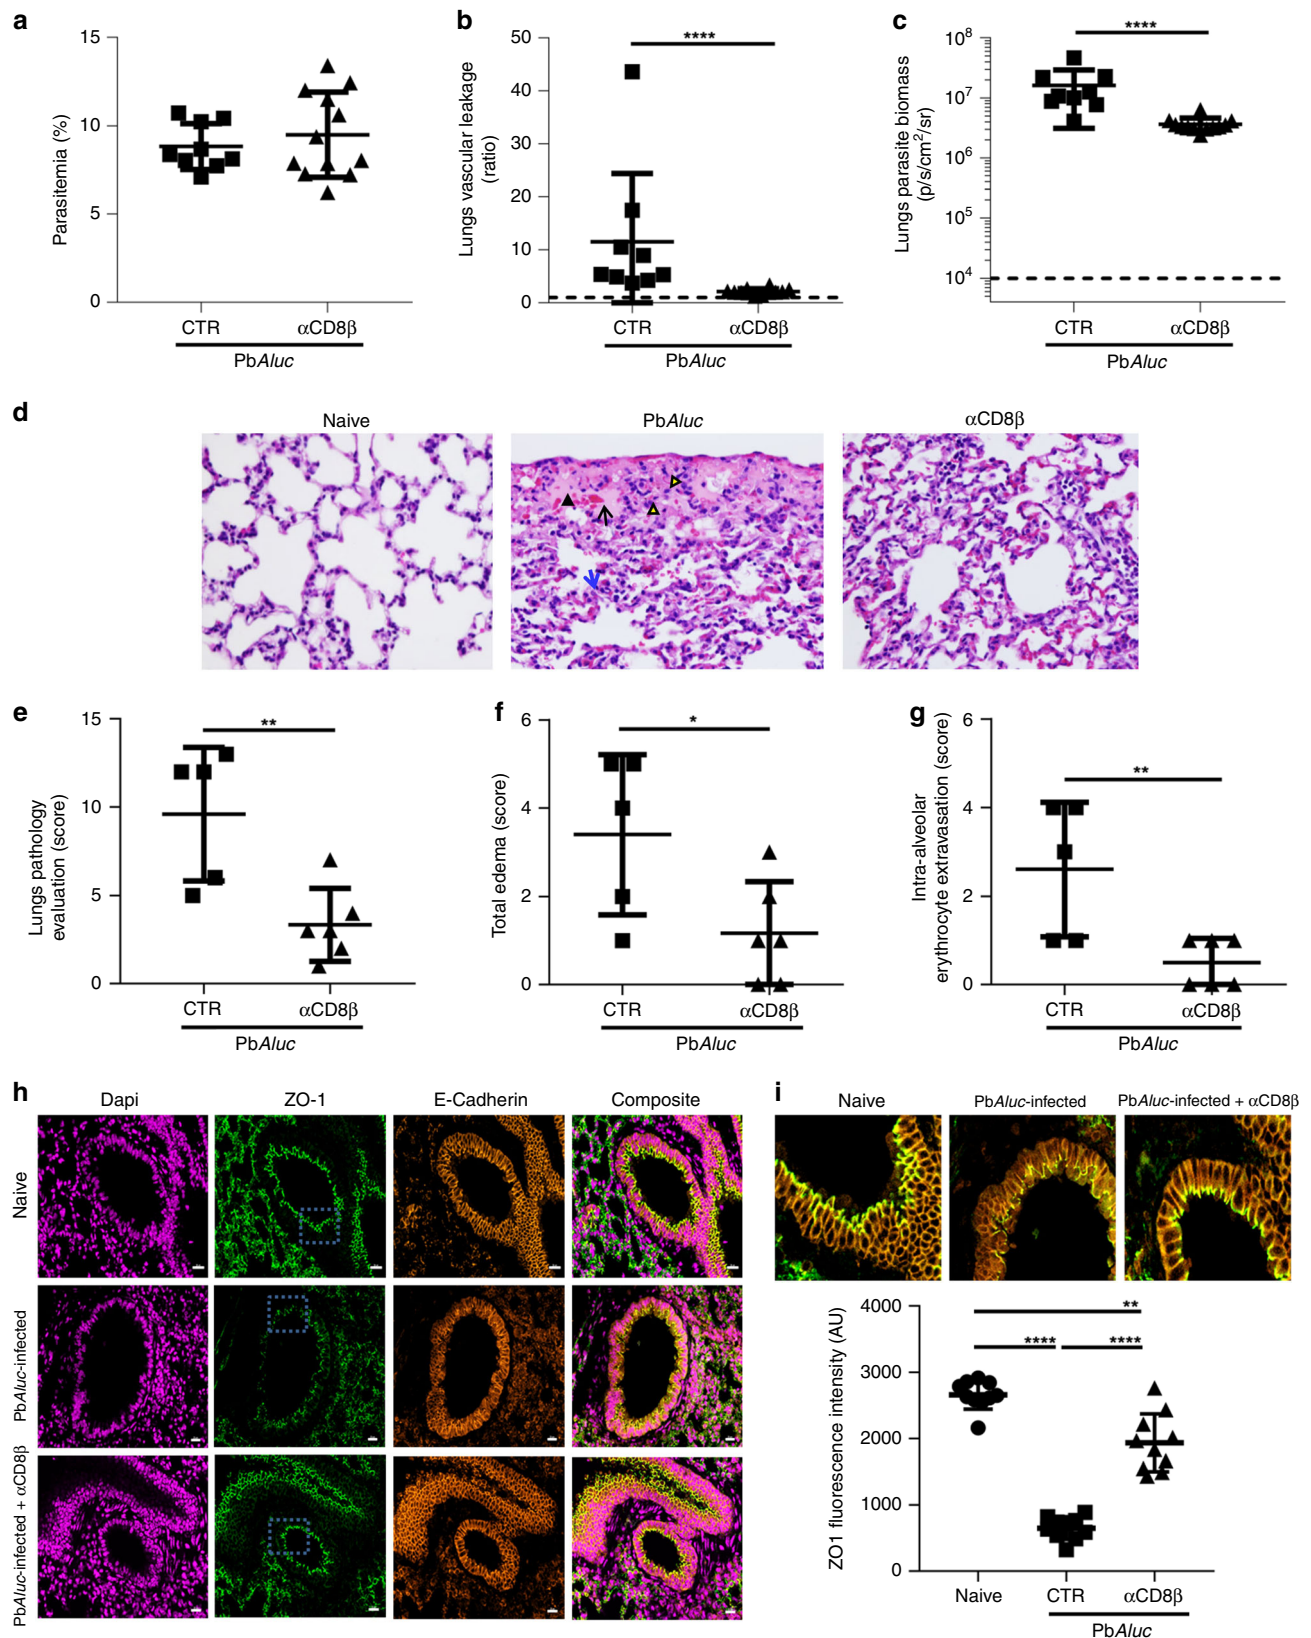 a
15
10
5
0
Parasitemia (%)
CTR
αCD8β
PbAluc
b
****
50
40
30
20
10
0
Lungs vascular leakage
(ratio)
CTR
αCD8β
PbAluc
c
****
10^8
10^7
10^6
10^5
10^4
Lungs parasite biomass
(p/s/cm²/sr)
CTR
αCD8β
PbAluc
d
Naive
PbAluc
αCD8β
e
**
15
10
5
0
Lungs pathology
evaluation (score)
CTR
αCD8β
PbAluc
f
*
6
4
2
0
Total edema (score)
CTR
αCD8β
PbAluc
g
**
6
4
2
0
Intra-alveolar
erythrocyte extravasation (score)
CTR
αCD8β
PbAluc
h
Dapi
ZO-1
E-Cadherin
Composite
Naive
PbAluc-infected
PbAluc-infected + αCD8β
i
Naive
PbAluc-infected
PbAluc-infected + αCD8β
**
****
****
4000
3000
2000
1000
0
ZO1 fluorescence intensity (AU)
Naive
CTR
αCD8β
PbAluc